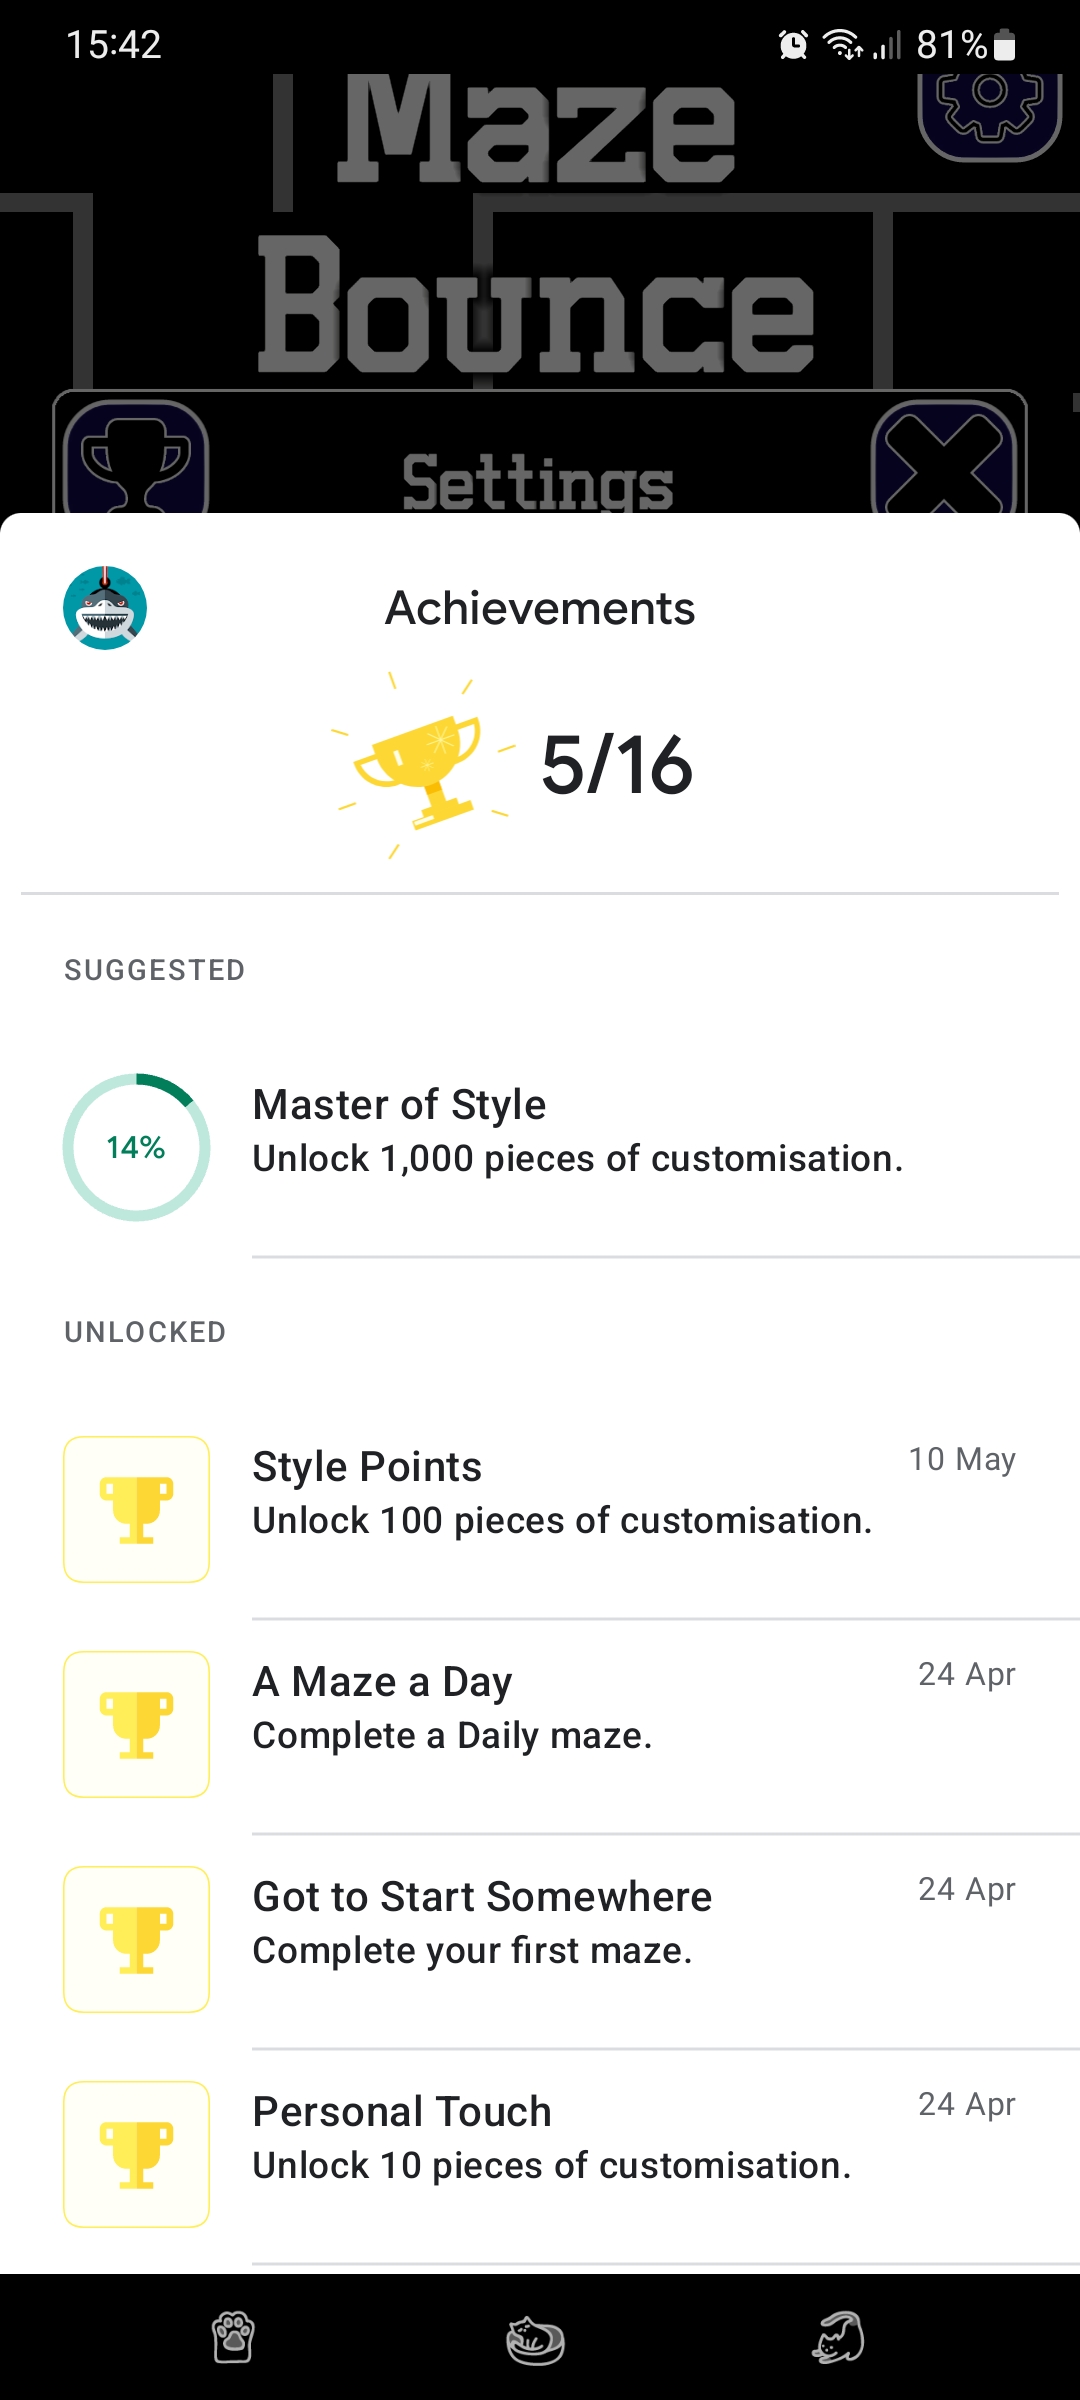 15:42
81%
Maze
Bounce
Settings
Achievements
5/16
SUGGESTED
14%
Master of Style
Unlock 1,000 pieces of customisation.
UNLOCKED
Style Points
10 May
Unlock 100 pieces of customisation.
A Maze a Day
24 Apr
Complete a Daily maze.
Got to Start Somewhere
24 Apr
Complete your first maze.
Personal Touch
24 Apr
Unlock 10 pieces of customisation.